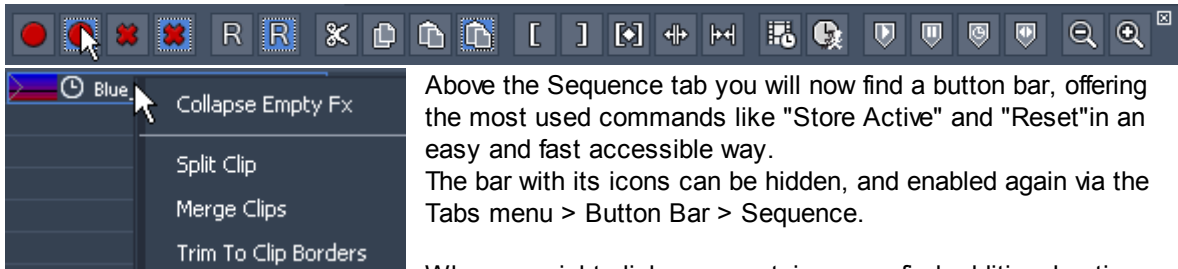 R R
Blue_
Collapse Empty Fx
Split Clip
Merge Clips
Trim To Clip Borders
Above the Sequence tab you will now find a button bar, offering
the most used commands like "Store Active" and "Reset"in an
easy and fast accessible way.
The bar with its icons can be hidden, and enabled again via the
Tabs menu > Button Bar > Sequence.